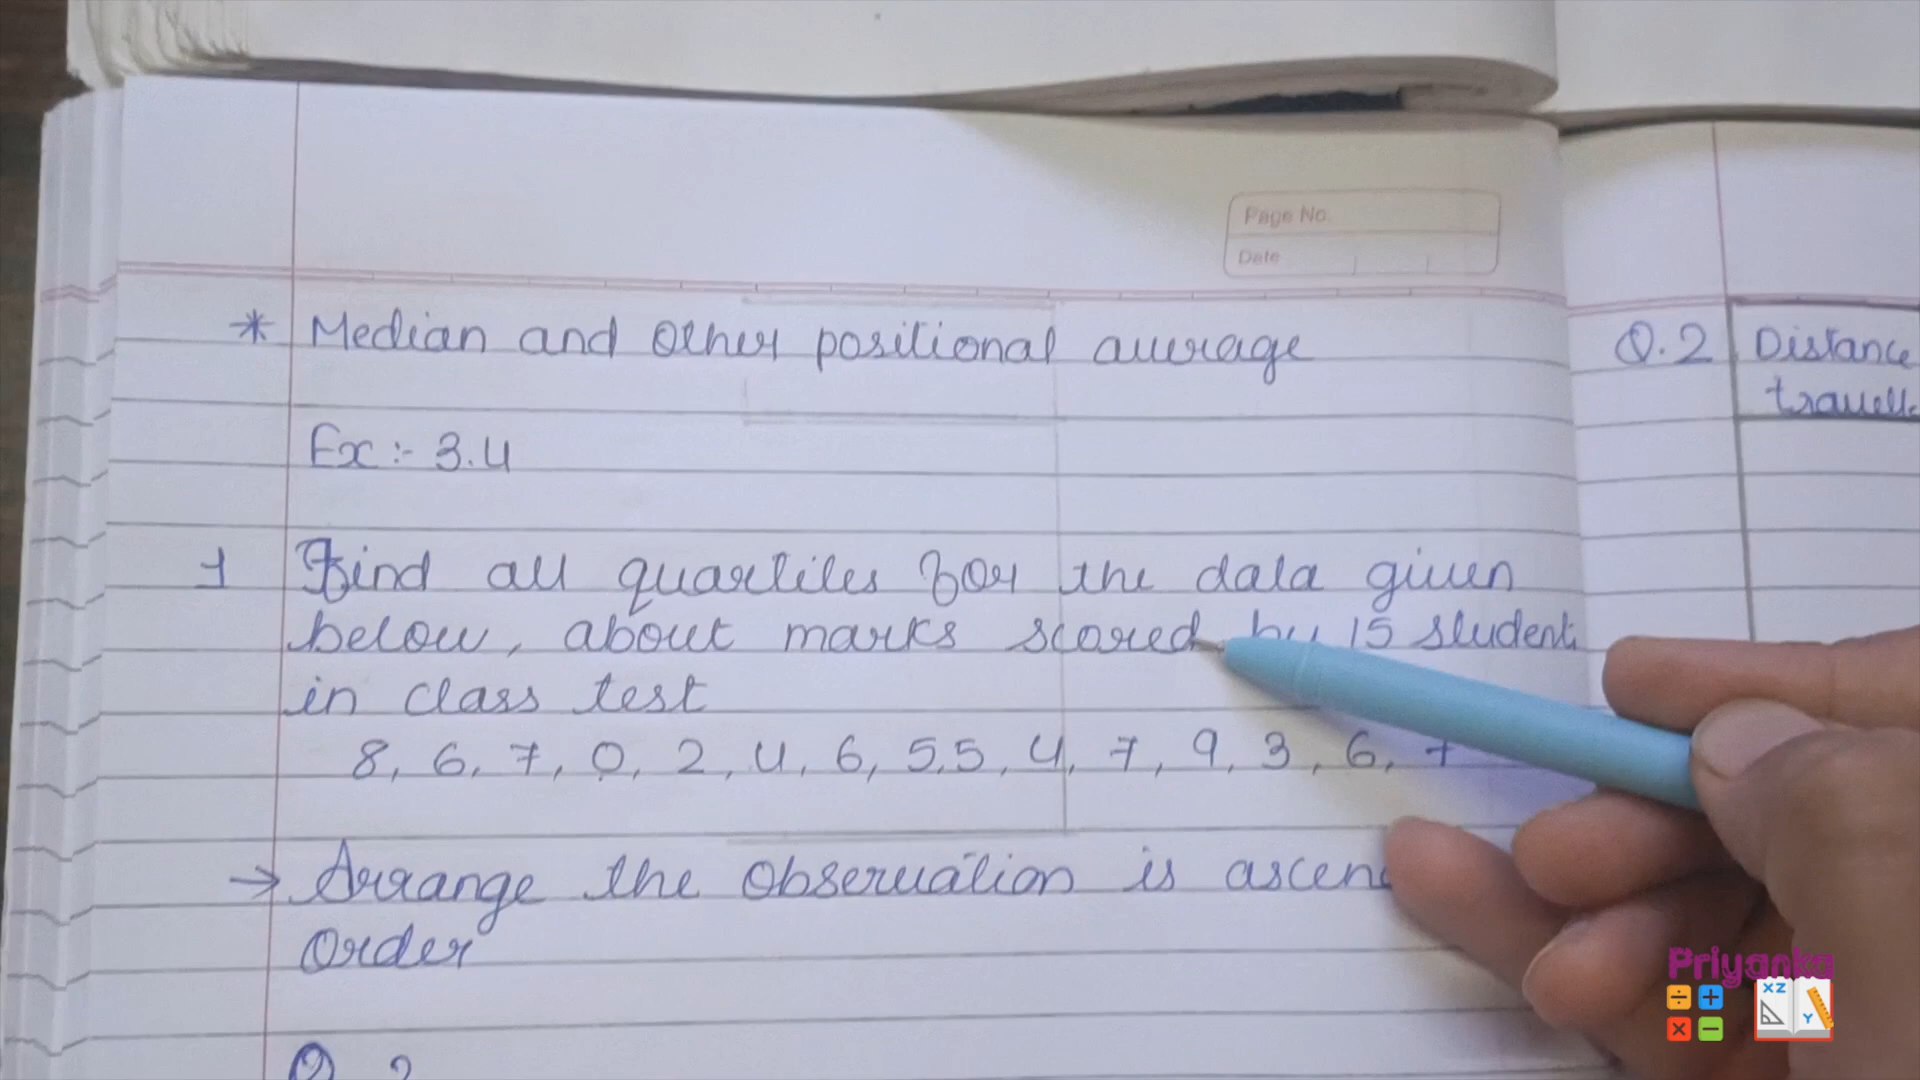 Page No.
Date
* Median and Other positional average
Ex :- 3.4
1 Find all quartiles for the data given
below, about marks scored by 15 student
in class test
8, 6, 7, 0, 2, 4, 6, 5,5, 4, 7, 9, 3, 6, 7
→ Arrange the Observation is ascen
Order
Q.2 Distance
travell
Priyanka
XZ
Y